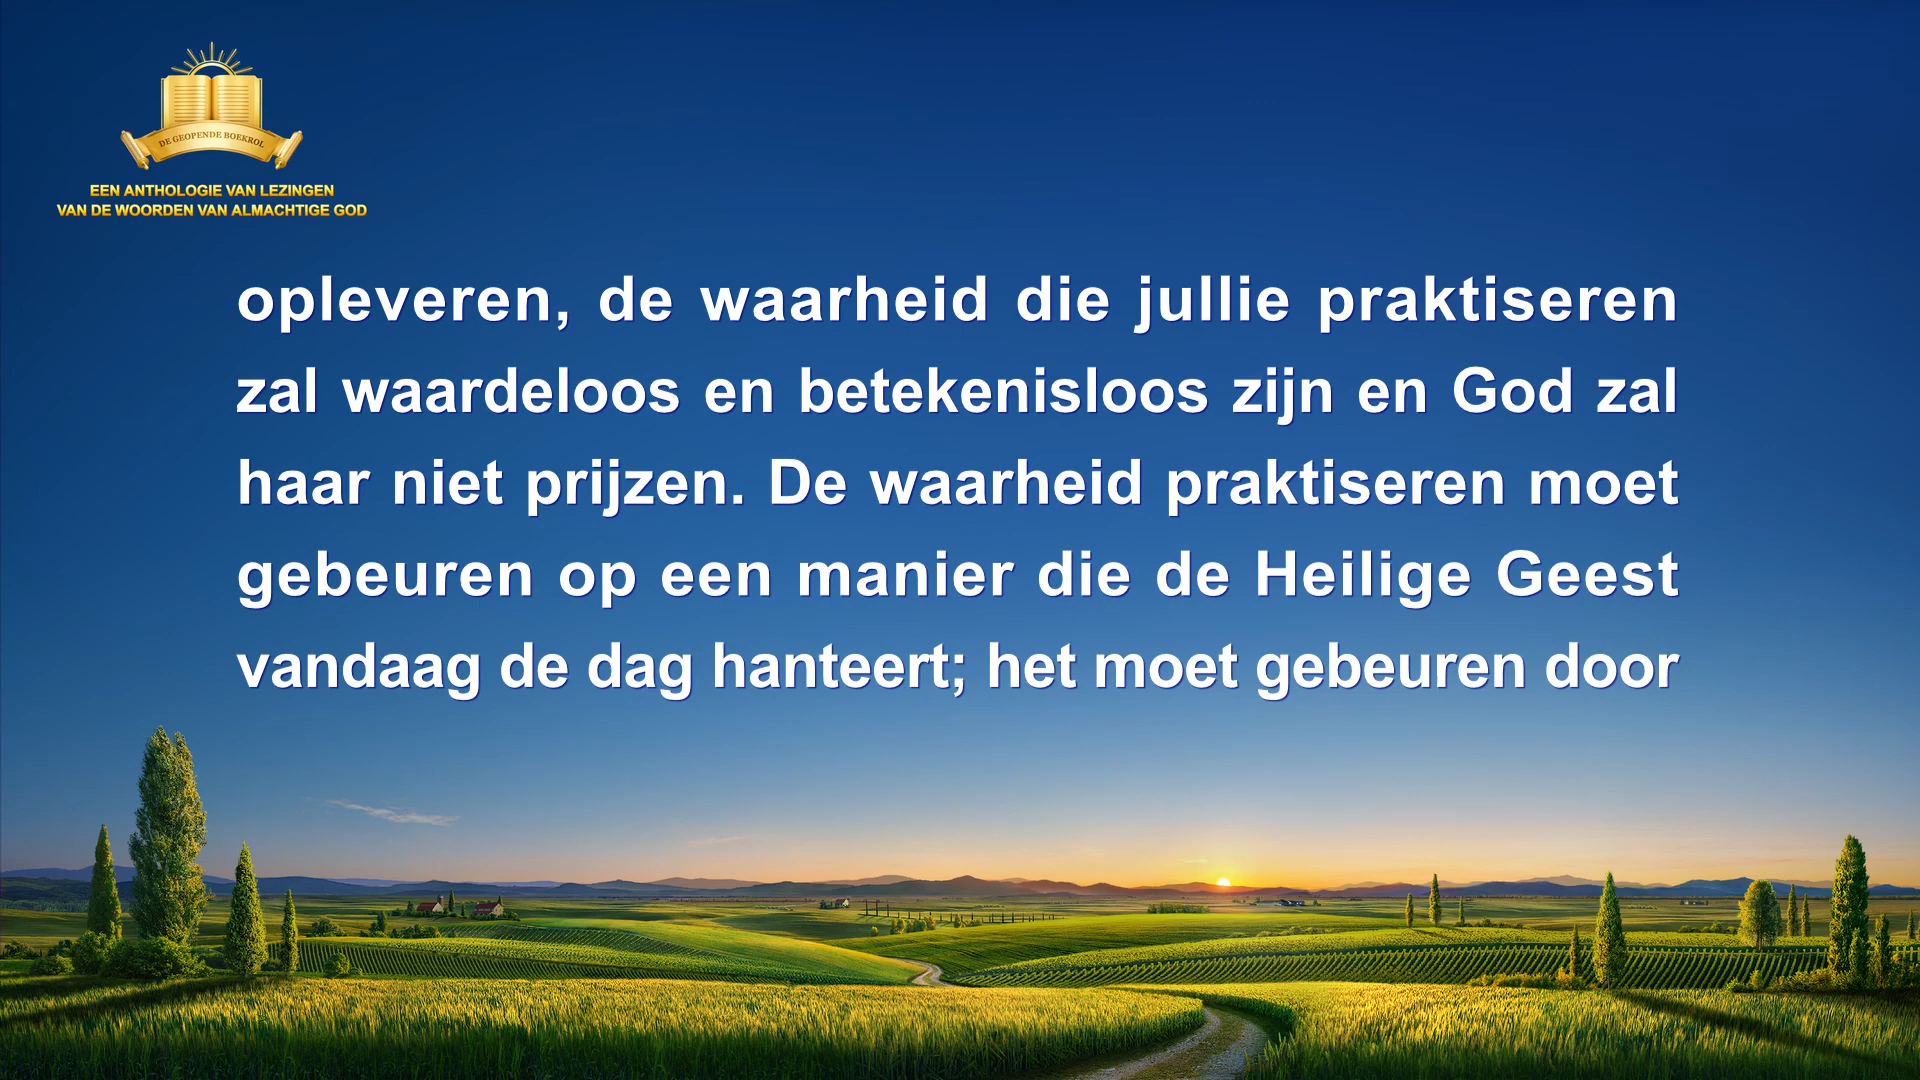 DE GEOPENDE BOEKROL
EEN ANTHOLOGIE VAN LEZINGEN
VAN DE WOORDEN VAN ALMACHTIGE GOD
opleveren, de waarheid die jullie praktiseren
zal waardeloos en betekenisloos zijn en God zal
haar niet prijzen. De waarheid praktiseren moet
gebeuren op een manier die de Heilige Geest
vandaag de dag hanteert; het moet gebeuren door